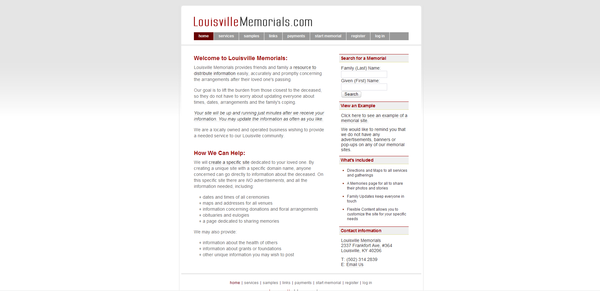 LouisvilleMemorials.com
home | services | samples | links | payments | start memorial | register | log in
Welcome to Louisville Memorials:
Louisville Memorials provides friends and family a resource to
distribute information easily, accurately and promptly concerning
the arrangements after their loved one's passing.
Our goal is to lift the burden from those closest to the deceased,
so they do not have to worry about updating everyone about
times, dates, arrangements and the family's coping.
Your site will be up and running just minutes after we receive your
information. You may update the information as often as you like.
We are a locally owned and operated business wishing to provide
a needed service to our Louisville community.
How We Can Help:
We will create a specific site dedicated to your loved one. By
creating a unique site with a specific domain name, anyone
concerned can go directly to information about the deceased. On
this specific site there are NO advertisements, and all the
information needed, including:
+ dates and times of all ceremonies
+ maps and addresses for all venues
+ information concerning donations and floral arrangements
+ obituaries and eulogies
+ a page dedicated to sharing memories
We may also provide:
+ information about the health of others
+ information about grants or foundations
+ other unique information you may wish to post
Search for a Memorial
Family (Last) Name:
Given (First) Name:
Search
View an Example
Click here to see an example of a
memorial site.
We would like to remind you that
we do not have any
advertisements, banners or
pop-ups on any of our memorial
sites.
What's included
• Directions and Maps to all services
and gatherings
• A Memories page for all to share
their photos and stories
• Family Updates keep everyone in
touch
• Flexible Content allows you to
customize the site for your specific
needs
Contact information
Louisville Memorials
2337 Frankfort Ave. #364
Louisville, KY 40206
T: (502) 314 2839
E: Email Us
home | services | samples | links | payments | start memorial | register | log in